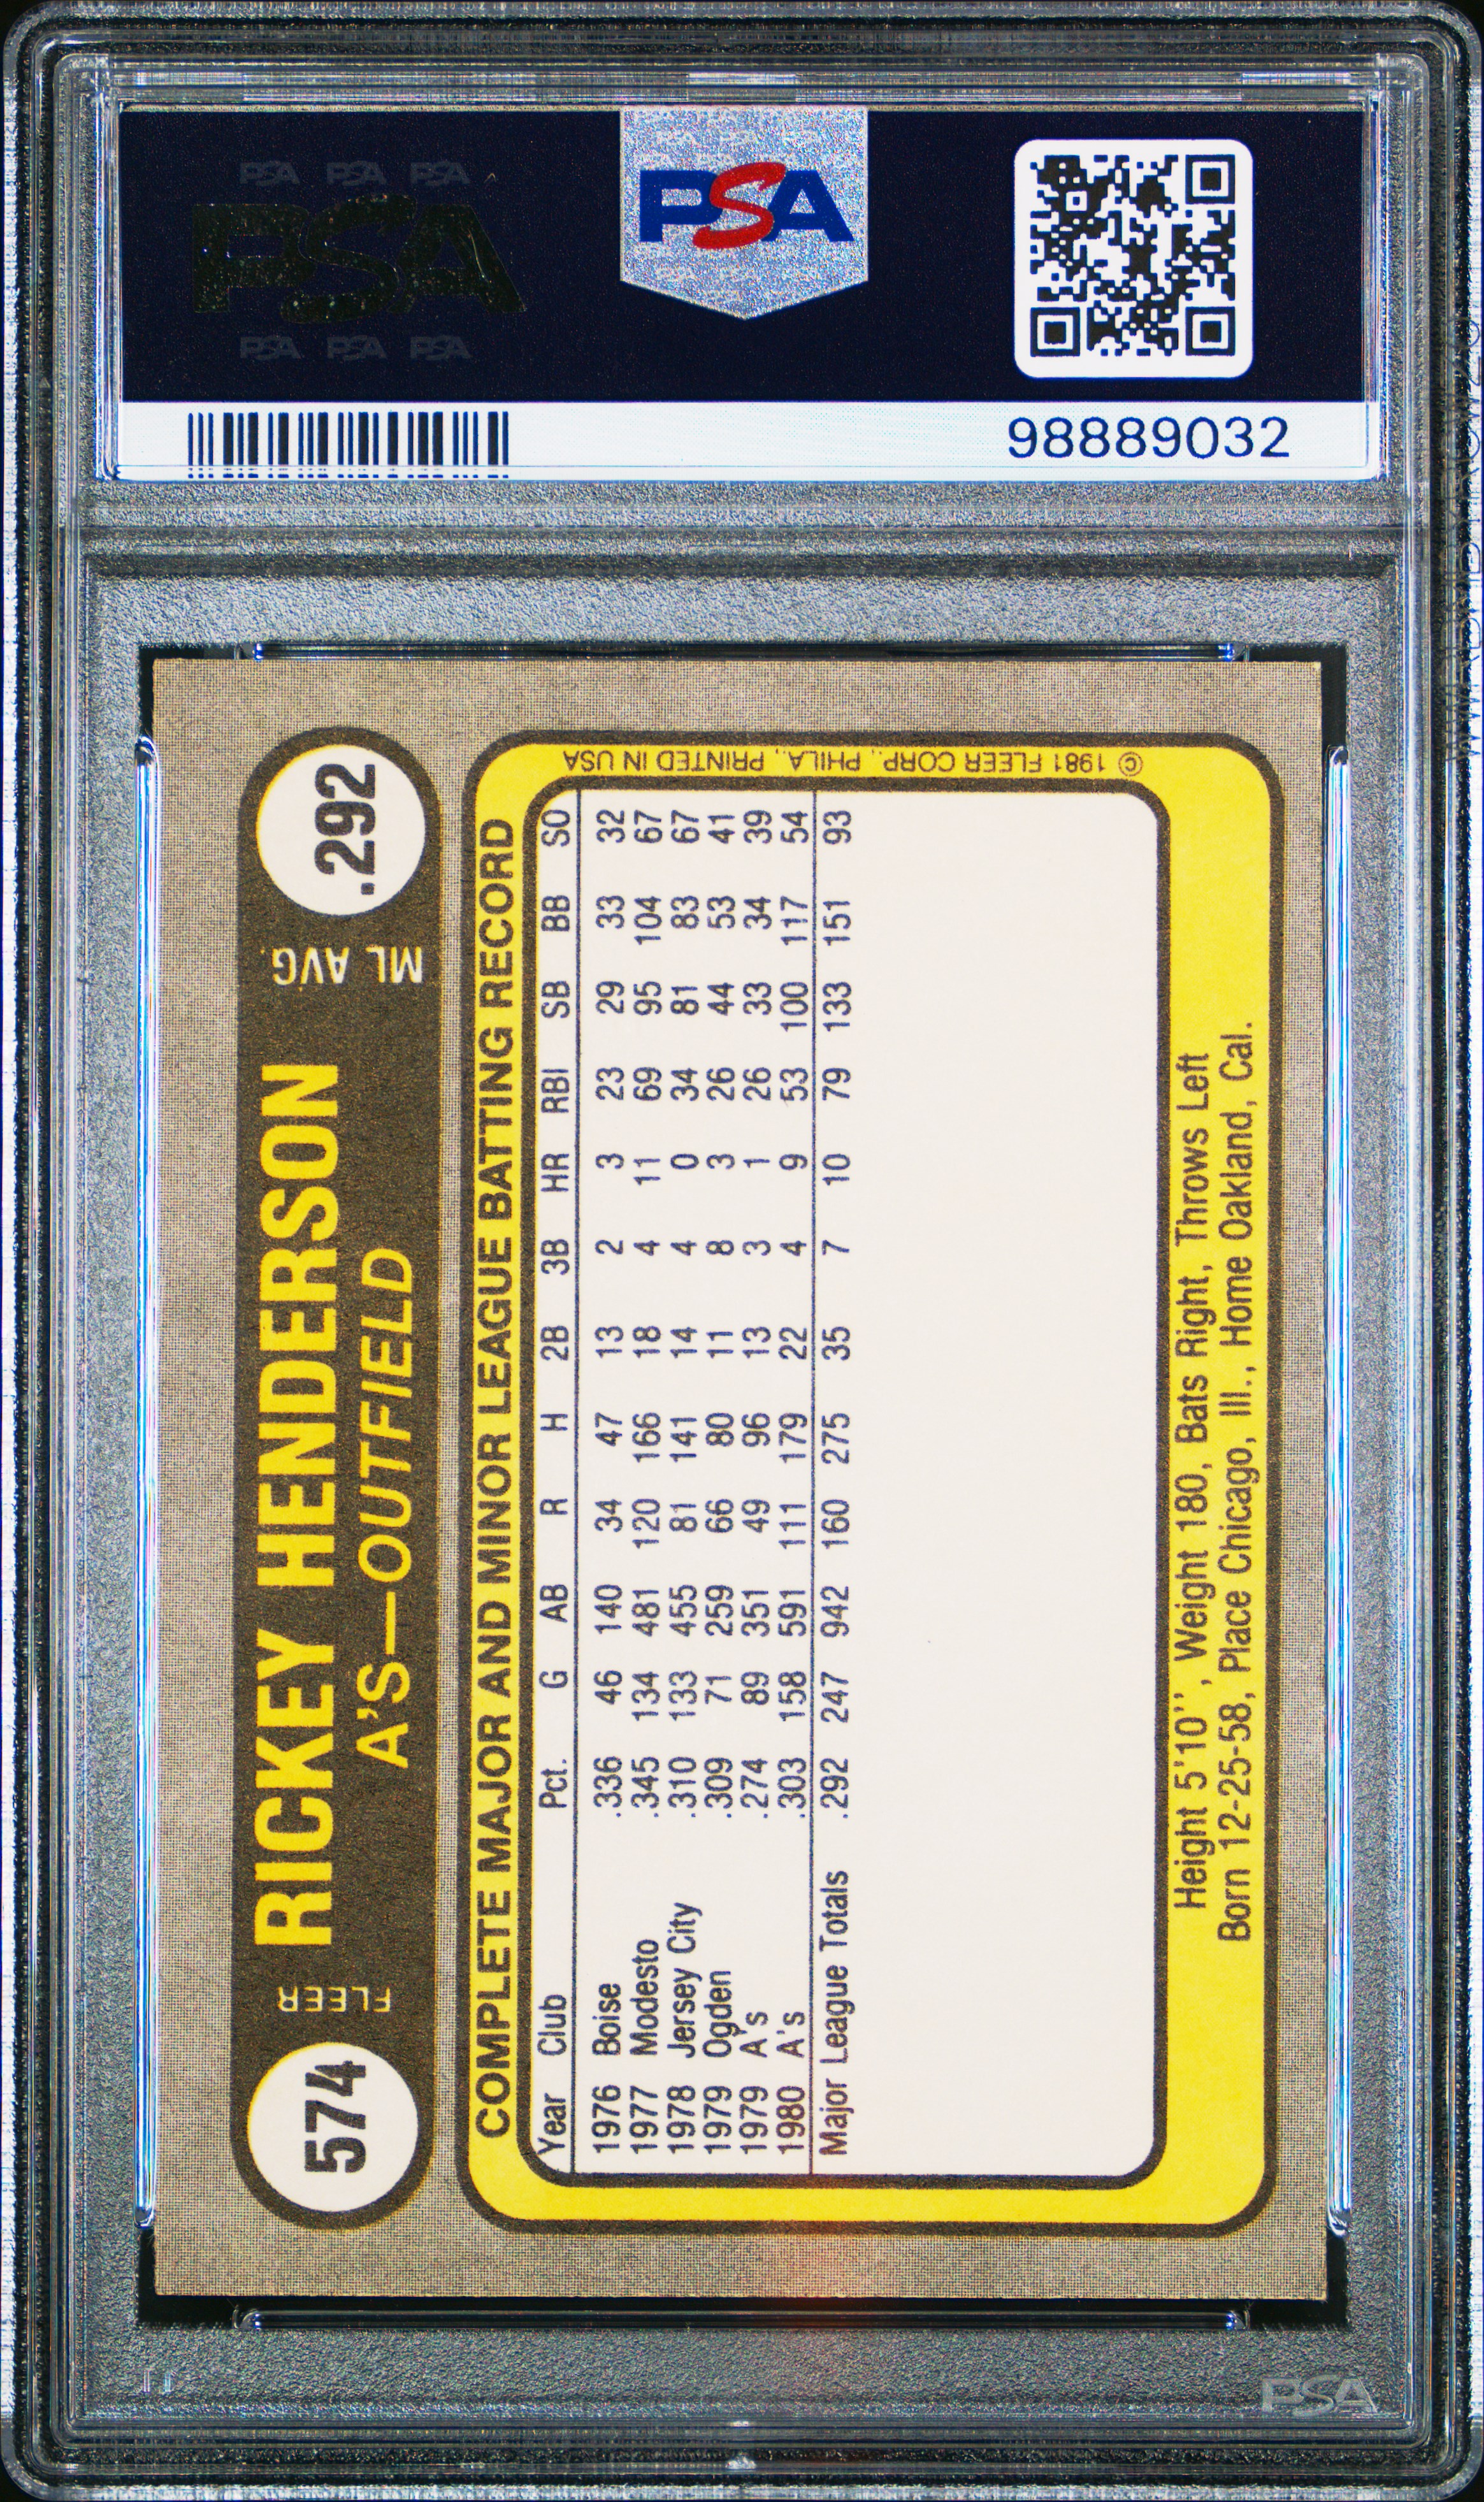 PSA PSA PSA
PSA
PSA PSA PSA
PSA
98889032
574 FLEER RICKEY HENDERSON ML AVG. .292
A'S—OUTFIELD
COMPLETE MAJOR AND MINOR LEAGUE BATTING RECORD
Year Club Pct. G AB R H 2B 3B HR RBI SB BB SO
1976 Boise .336 46 140 34 47 13 2 3 23 29 33 32
1977 Modesto .345 134 481 120 166 18 4 11 69 95 104 67
1978 Jersey City .310 133 455 81 141 14 4 0 34 81 83 67
1979 Ogden .309 71 259 66 80 11 8 3 26 44 53 41
1979 A's .274 89 351 49 96 13 3 1 26 33 34 39
1980 A's .303 158 591 111 179 22 4 9 53 100 117 54
Major League Totals .292 247 942 160 275 35 7 10 79 133 151 93
© 1981 FLEER CORP., PHILA., PRINTED IN USA
Height 5'10", Weight 180, Bats Right, Throws Left
Born 12-25-58, Place Chicago, Ill., Home Oakland, Cal.
PSA